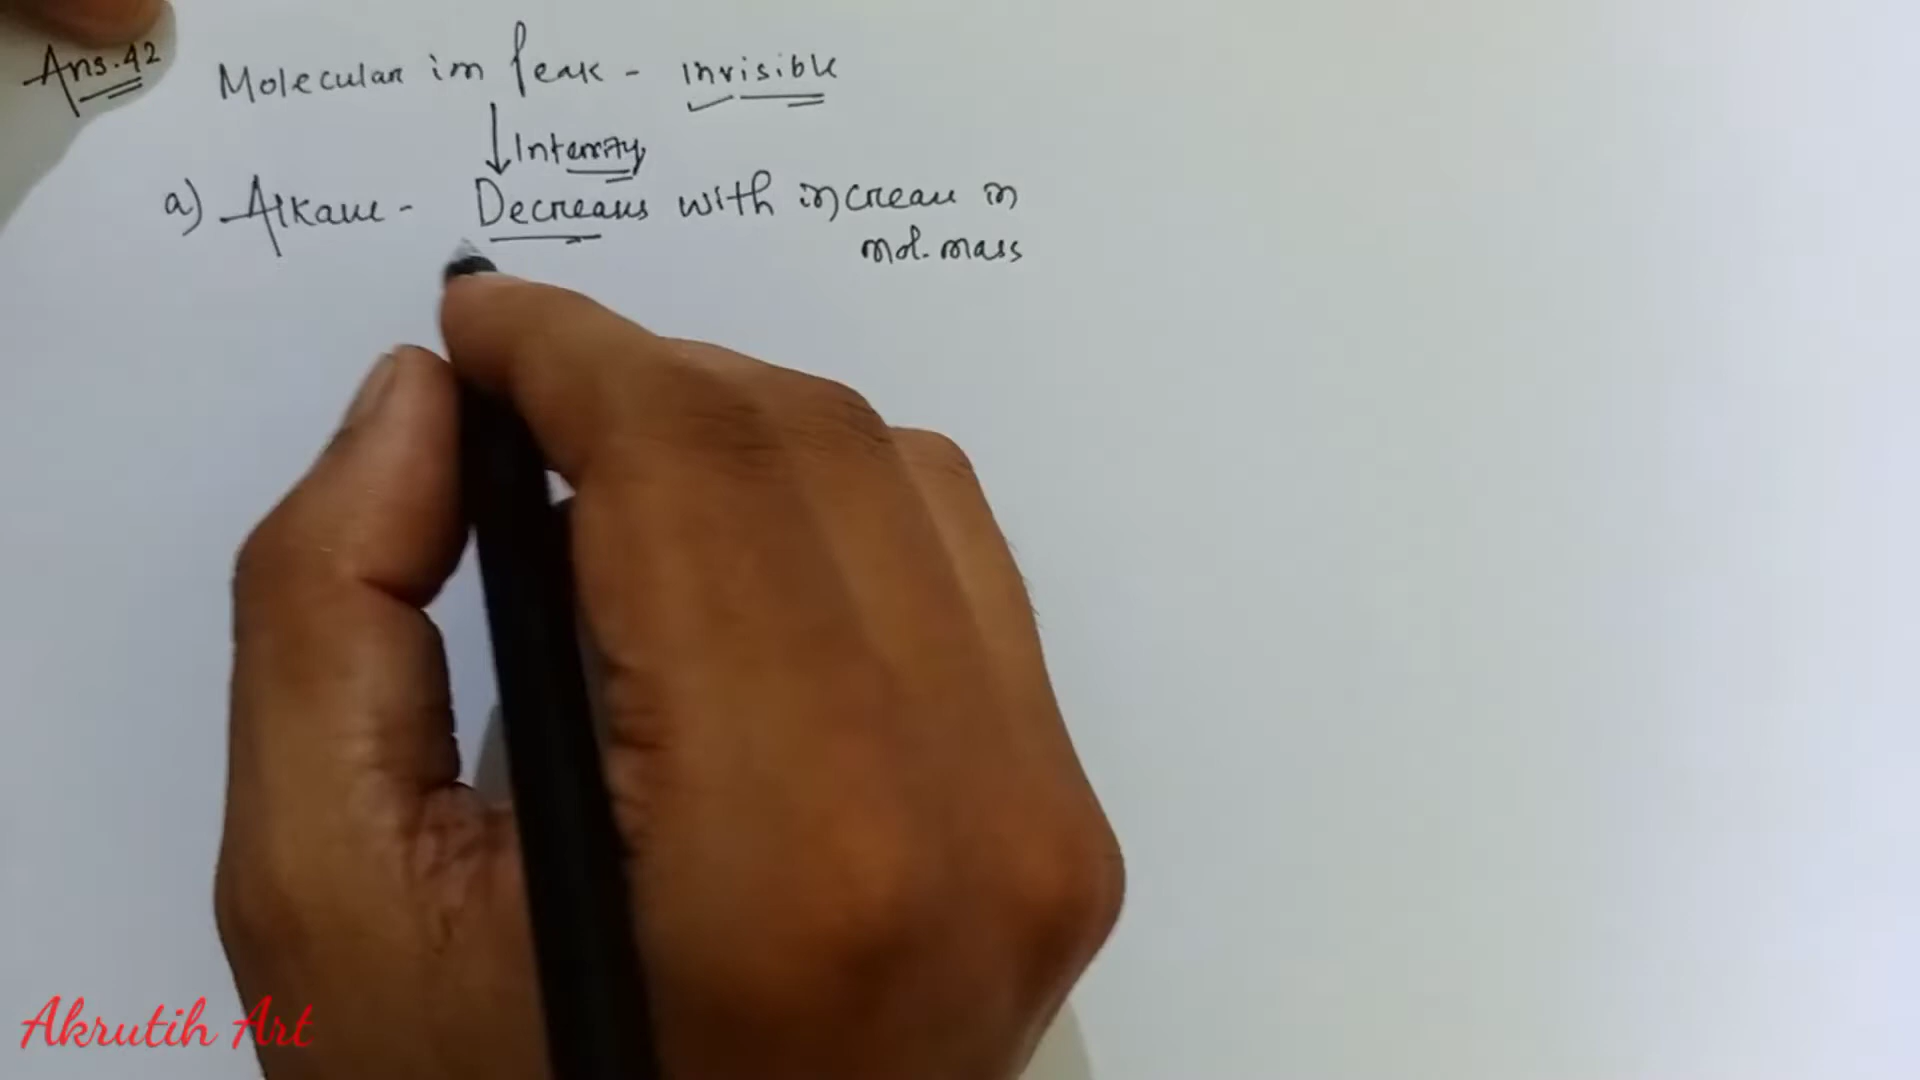 Ans.42
Molecular ion Peak - invisible
↓ Intensity
a) Alkane - Decreases with increase in
mol. mass
Akrutih Art